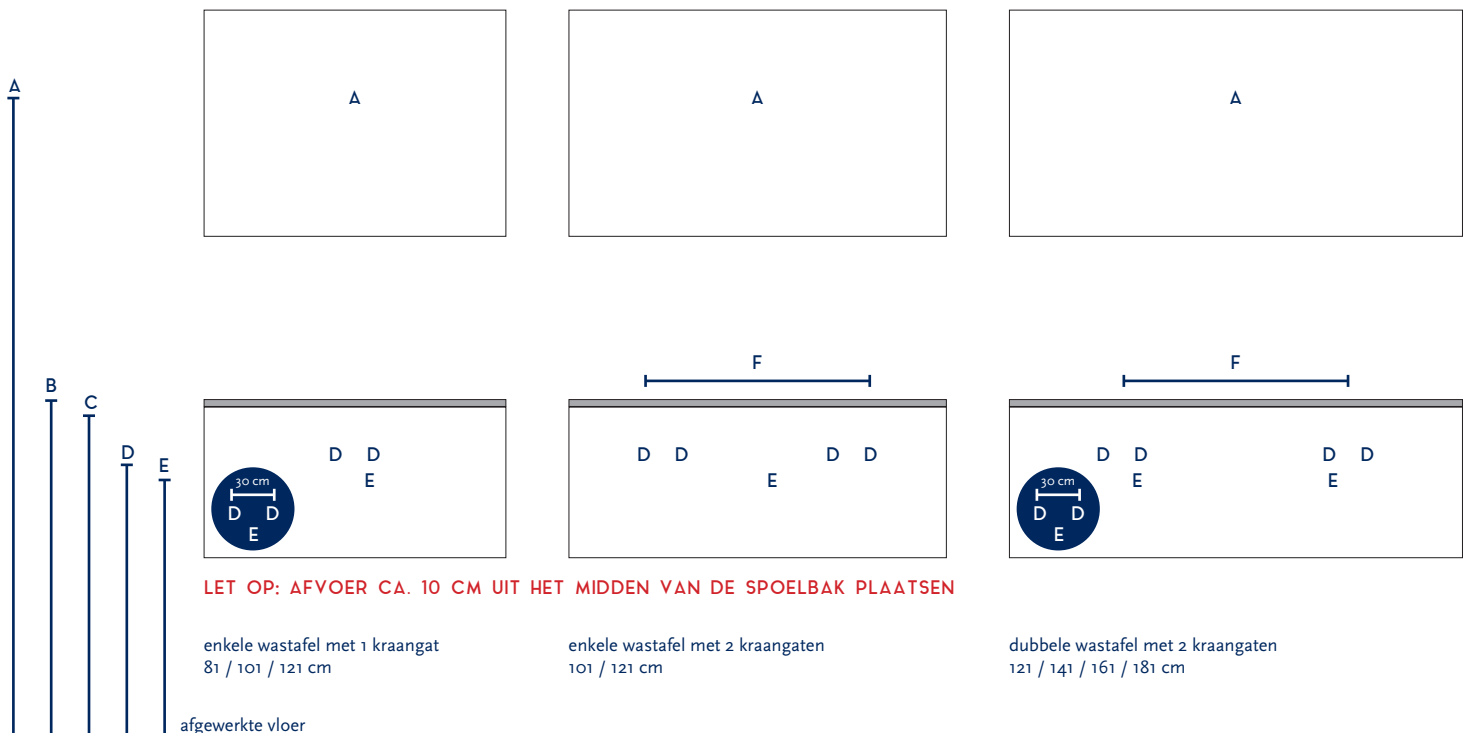 A
A
A
A
B
C
D
E
F
F
D D
E
30 cm
D D
E
D D D D
E
D D D D
E E
30 cm
D D
E
LET OP: AFVOER CA. 10 CM UIT HET MIDDEN VAN DE SPOELBAK PLAATSEN
enkele wastafel met 1 kraangat
81 / 101 / 121 cm
enkele wastafel met 2 kraangaten
101 / 121 cm
dubbele wastafel met 2 kraangaten
121 / 141 / 161 / 181 cm
afgewerkte vloer